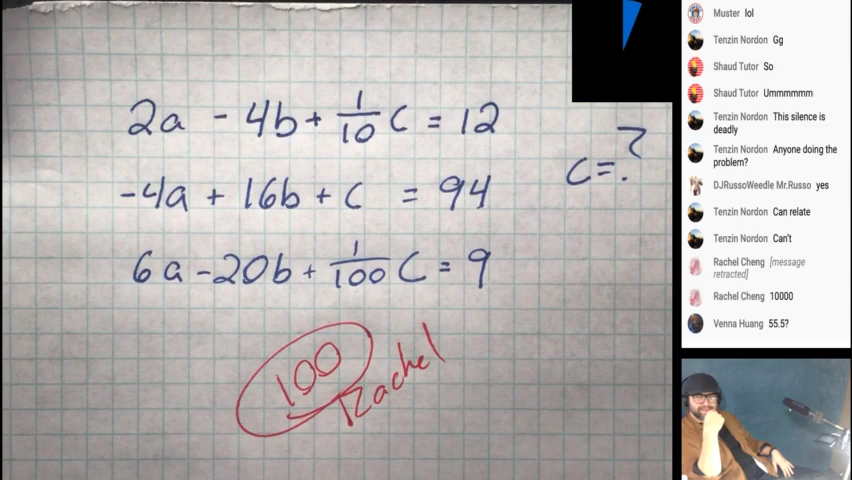 2a - 4b + 1/10 c = 12
-4a + 16b + c = 94
6a - 20b + 1/100 c = 9
c = ?
100
Rachel
Muster lol
Tenzin Nordon Gg
Shaud Tutor So
Shaud Tutor Ummmmmm
Tenzin Nordon This silence is
deadly
Tenzin Nordon Anyone doing the
problem?
DJRussoWeedle Mr.Russo yes
Tenzin Nordon Can relate
Tenzin Nordon Can't
Rachel Cheng [message
retracted]
Rachel Cheng 10000
Venna Huang 55.5?